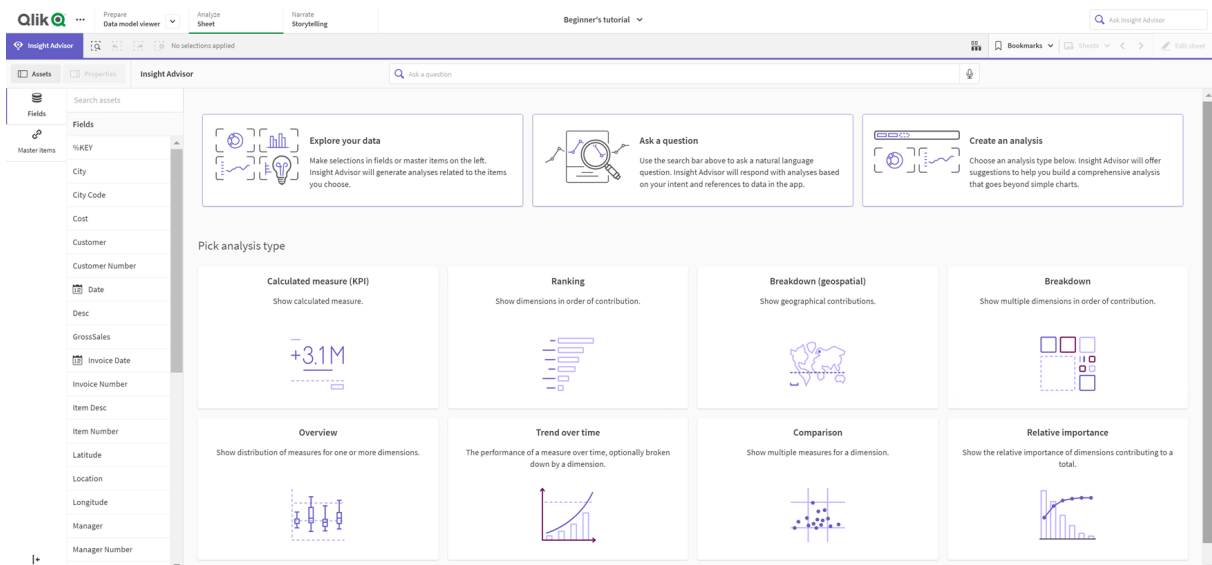 Qlik
Prepare
Data model viewer
Analyze
Sheet
Narrate
Storytelling
Beginner's tutorial
Ask Insight Advisor
Insight Advisor
No selections applied
Bookmarks
Sheets
Edit sheet
Assets
Properties
Insight Advisor
Ask a question
Fields
Master items
Search assets
Fields
%KEY
City
City Code
Cost
Customer
Customer Number
Date
Desc
GrossSales
Invoice Date
Invoice Number
Item Desc
Item Number
Latitude
Location
Longitude
Manager
Manager Number
Explore your data
Make selections in fields or master items on the left.
Insight Advisor will generate analyses related to the items
you choose.
Ask a question
Use the search bar above to ask a natural language
question. Insight Advisor will respond with analyses based
on your intent and references to data in the app.
Create an analysis
Choose an analysis type below. Insight Advisor will offer
suggestions to help you build a comprehensive analysis
that goes beyond simple charts.
Pick analysis type
Calculated measure (KPI)
Show calculated measure.
+3.1M
Ranking
Show dimensions in order of contribution.
Breakdown (geospatial)
Show geographical contributions.
Breakdown
Show multiple dimensions in order of contribution.
Overview
Show distribution of measures for one or more dimensions.
Trend over time
The performance of a measure over time, optionally broken
down by a dimension.
Comparison
Show multiple measures for a dimension.
Relative importance
Show the relative importance of dimensions contributing to a
total.